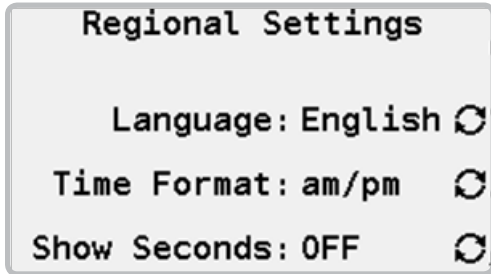 Regional Settings
Language: English
Time Format: am/pm
Show Seconds: OFF